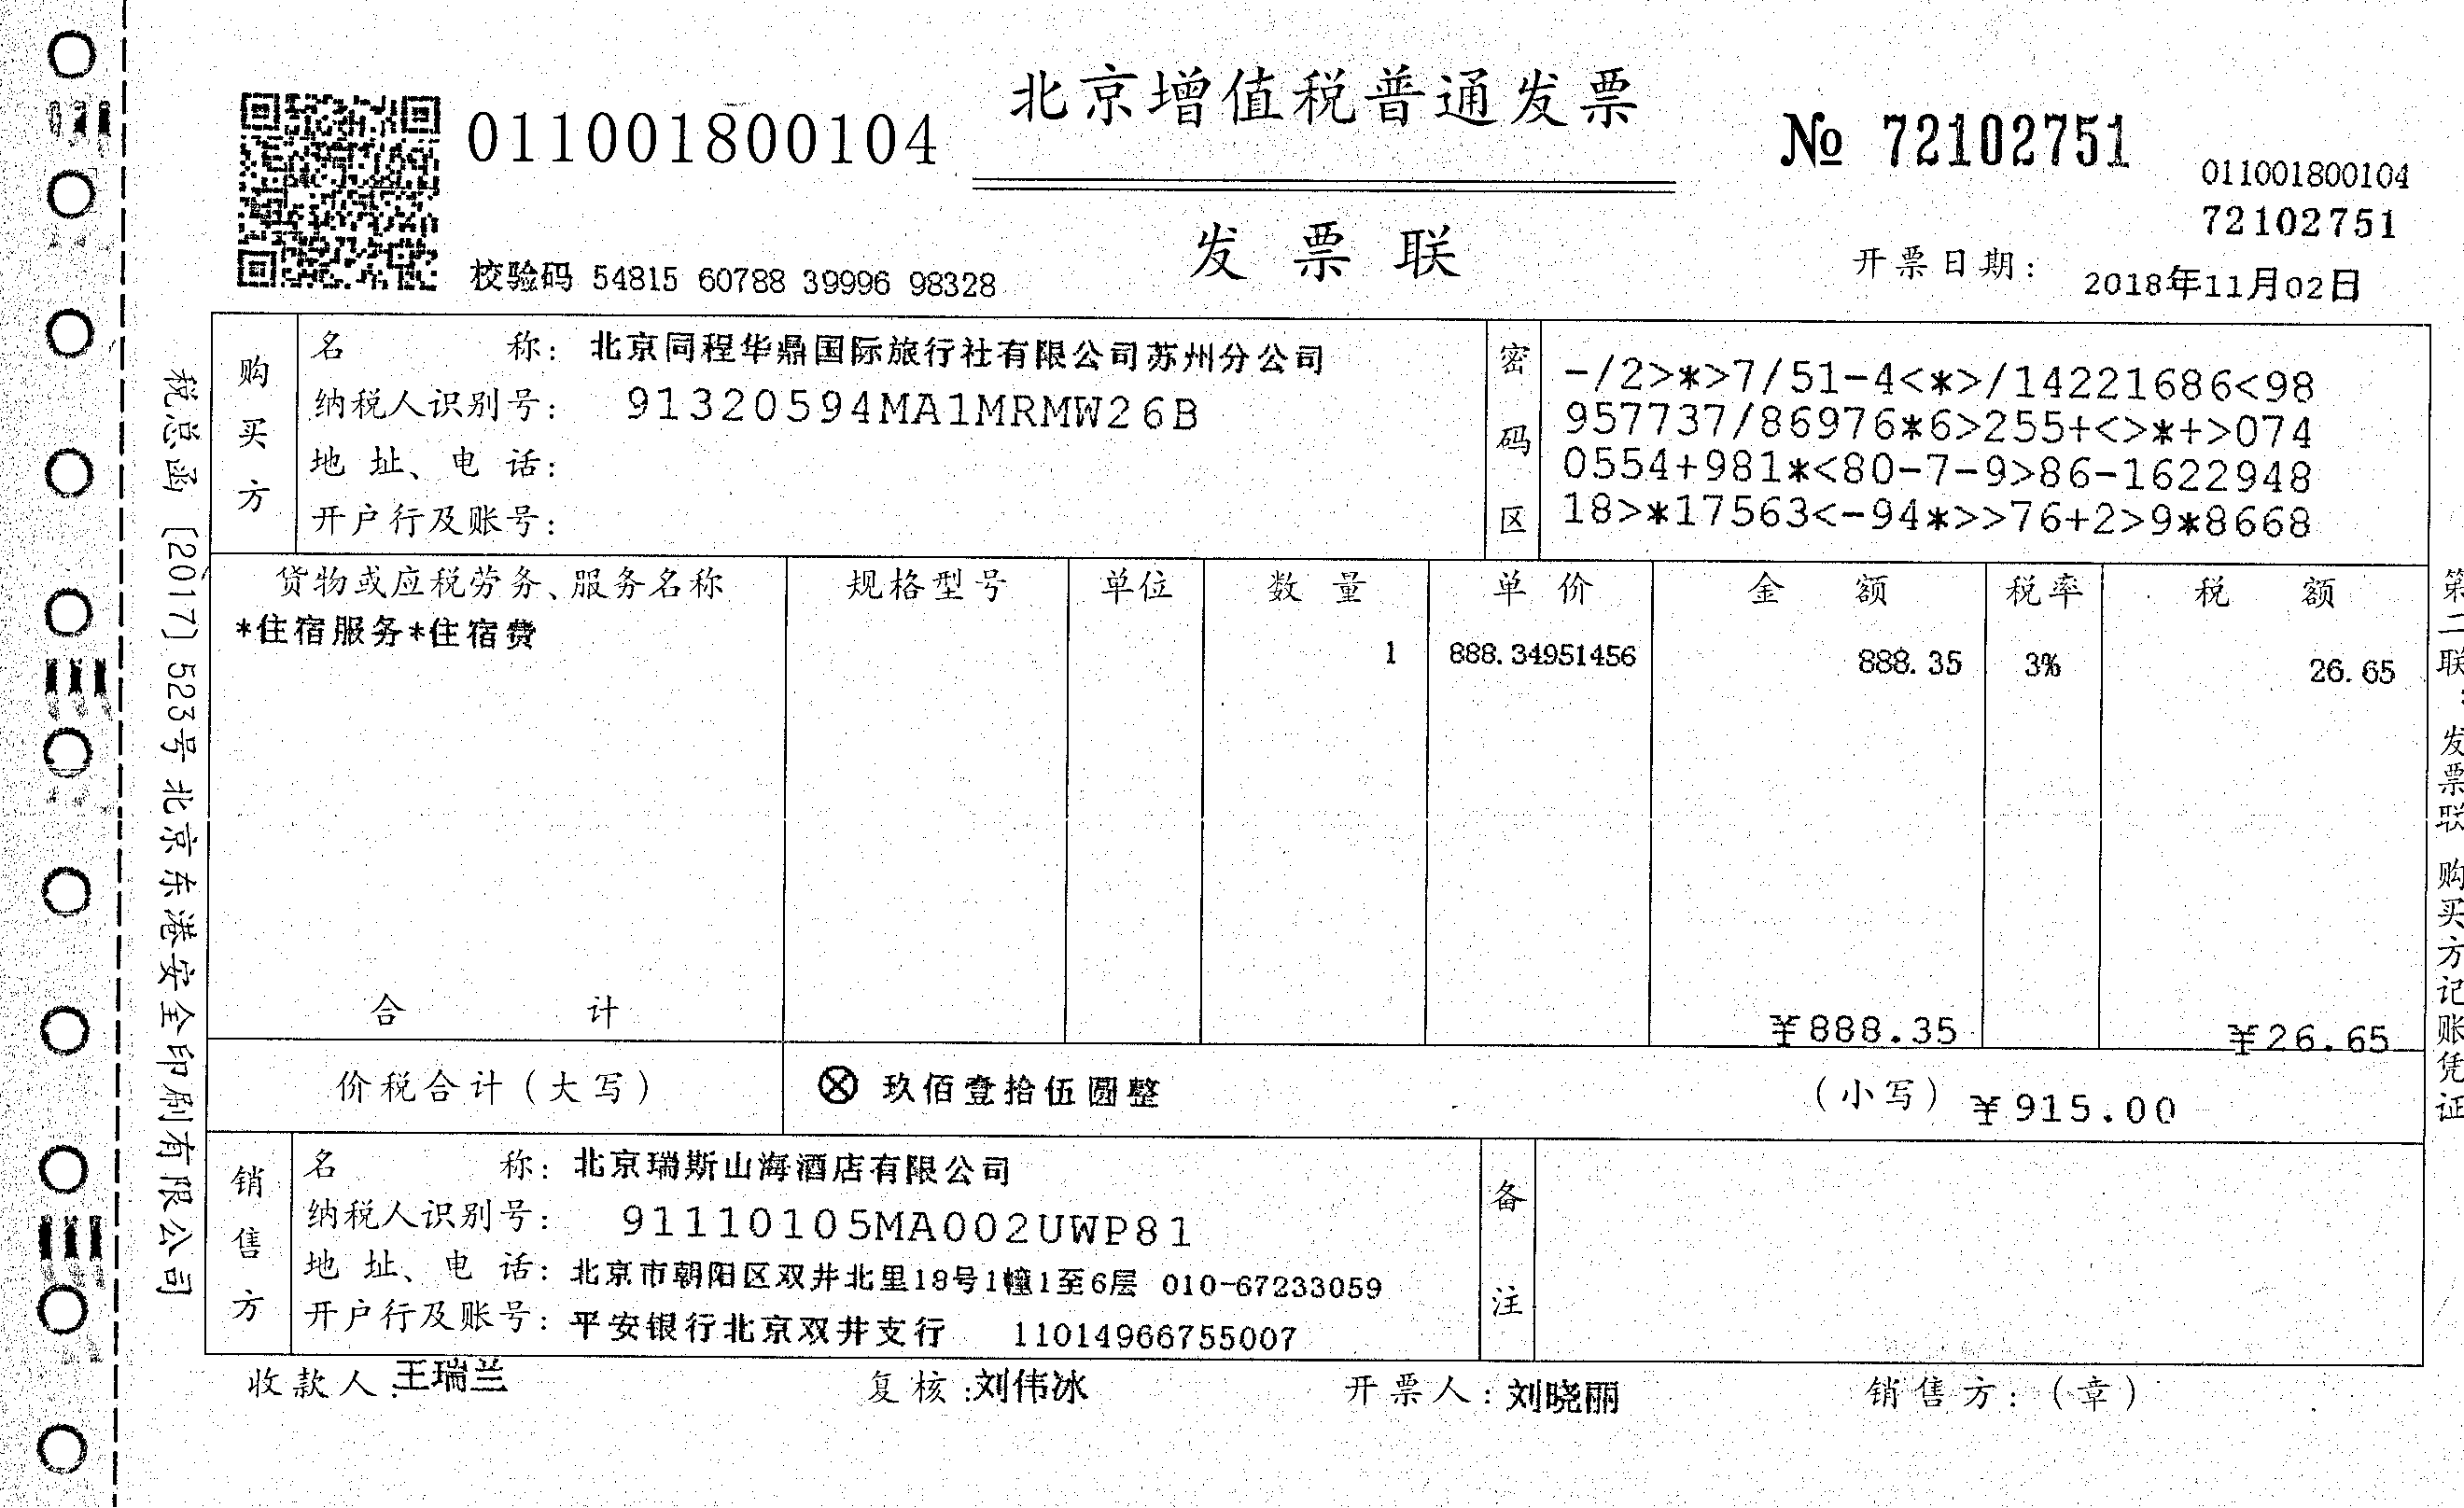 北京增值税普通发票
011001800104
№ 72102751
011001800104
72102751
发票联
校验码 54815 60788 39996 98328
开票日期: 2018年11月02日
购买方
名称: 北京同程华鼎国际旅行社有限公司苏州分公司
纳税人识别号: 91320594MA1MRMW26B
地址、电话:
开户行及账号:
密码区
-/2>*>7/51-4<*>/14221686<98
957737/86976*6>255+<>*+>074
0554+981*<80-7-9>86-1622948
18>*17563<-94*>>76+2>9*8668
货物或应税劳务、服务名称 规格型号 单位 数量 单价 金额 税率 税额
*住宿服务*住宿费 1 888.34951456 888.35 3% 26.65
合计 ¥888.35 ¥26.65
价税合计(大写) ⊗ 玖佰壹拾伍圆整 (小写) ¥915.00
销售方
名称: 北京瑞斯山海酒店有限公司
纳税人识别号: 91110105MA002UWP81
地址、电话: 北京市朝阳区双井北里18号1幢1至6层 010-67233059
开户行及账号: 平安银行北京双井支行 11014966755007
备注
收款人: 王瑞兰 复核: 刘伟冰 开票人: 刘晓丽 销售方: (章)
税总函〔2017〕523号北京东港安全印刷有限公司
第二联:发票联 购买方记账凭证